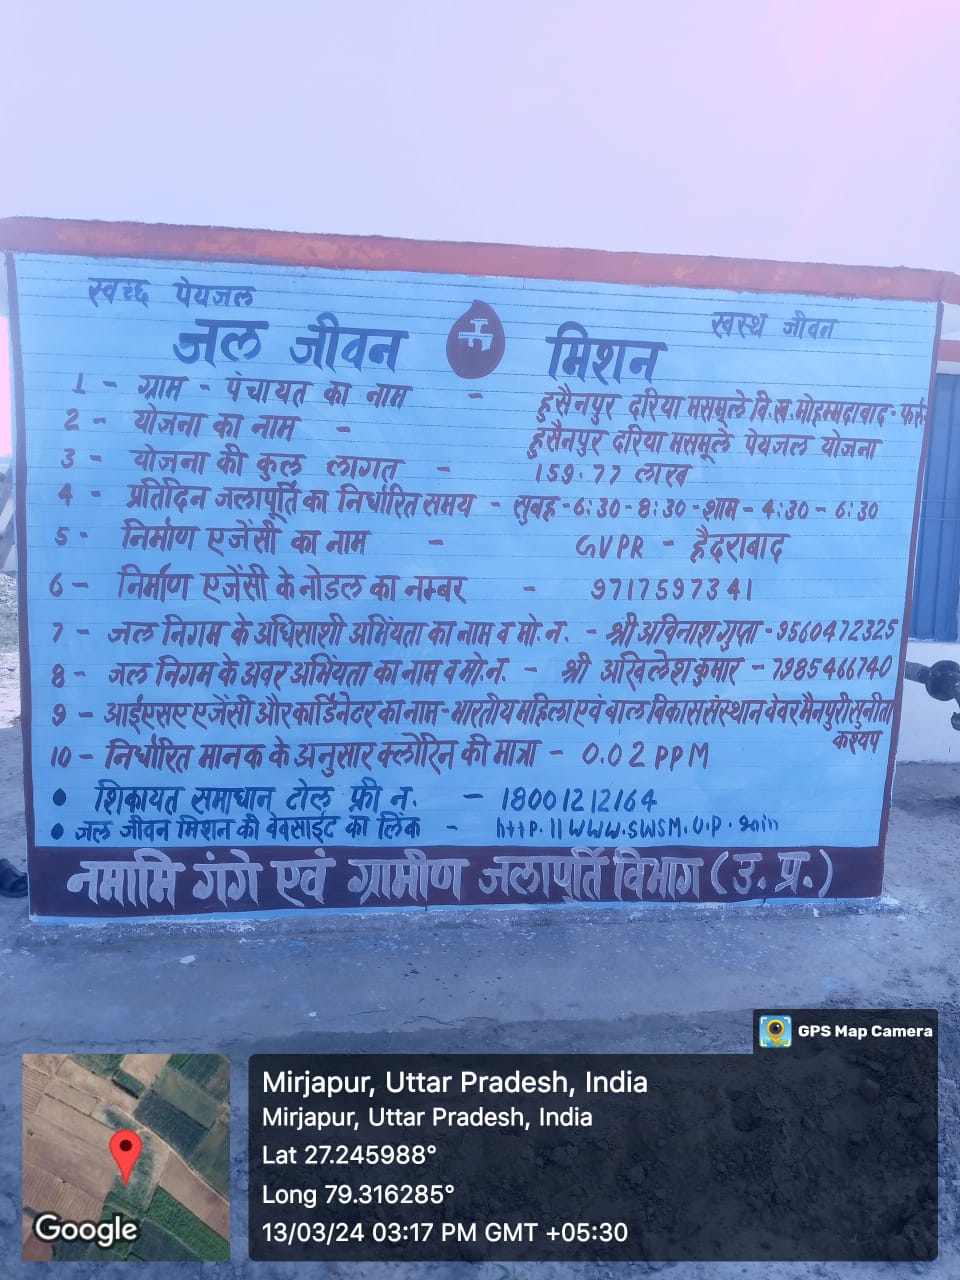 स्वच्छ पेयजल
स्वस्थ जीवन
जल जीवन मिशन
1 - ग्राम - पंचायत का नाम - हुसैनपुर दरिया मसमूले वि.ख. मोहम्मदाबाद - फर्रु
2 - योजना का नाम - हुसैनपुर दरिया मसमूले पेयजल योजना
3 - योजना की कुल लागत - 159.77 लाख
4 - प्रतिदिन जलापूर्ति का निर्धारित समय - सुबह - 6:30 - 8:30 - शाम - 4:30 - 6:30
5 - निर्माण एजेंसी का नाम - GVPR - हैदराबाद
6 - निर्माण एजेंसी के नोडल का नम्बर - 9717597341
7 - जल निगम के अधिसाशी अभियंता का नाम व मो.न. - श्री अविनाश गुप्ता - 9560472325
8 - जल निगम के अवर अभियंता का नाम व मो.नं. - श्री अखिलेश कुमार - 7985466740
9 - आईएसए एजेंसी और कार्डिनेटर का नाम - भारतीय महिला एवं बाल विकास संस्थान वेवर मैनपुरी सुनीता
कश्यप
10 - निर्धारित मानक के अनुसार क्लोरिन की मात्रा - 0.02 PPM
• शिकायत समाधान टोल फ्री न. - 18001212164
• जल जीवन मिशन की वेबसाईट का लिंक - http.11WWW.SWSM.U.P.
नमामि गंगे एवं ग्रामीण जलापूर्ति विभाग (उ.प्र.)
GPS Map Camera
Mirjapur, Uttar Pradesh, India
Mirjapur, Uttar Pradesh, India
Lat 27.245988°
Long 79.316285°
13/03/24 03:17 PM GMT +05:30
Google